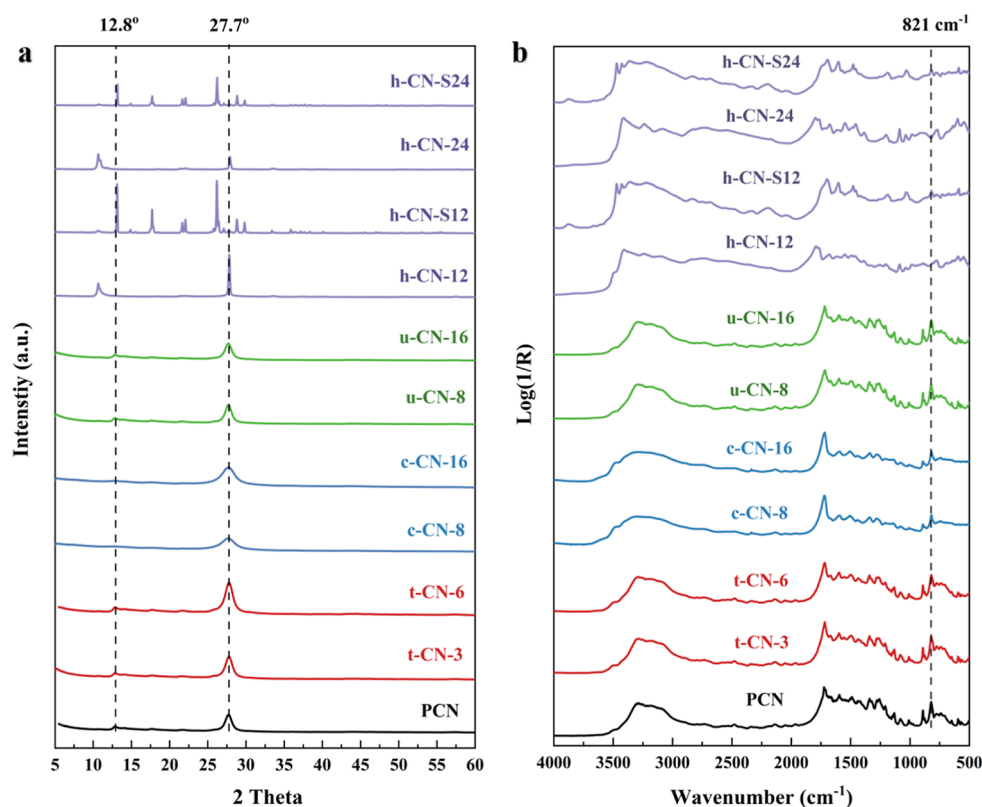 12.8°
27.7°
a
h-CN-S24
h-CN-24
h-CN-S12
h-CN-12
u-CN-16
u-CN-8
c-CN-16
c-CN-8
t-CN-6
t-CN-3
PCN
Intenstiy (a.u.)
5 10 15 20 25 30 35 40 45 50 55 60
2 Theta
821 cm⁻¹
b
h-CN-S24
h-CN-24
h-CN-S12
h-CN-12
u-CN-16
u-CN-8
c-CN-16
c-CN-8
t-CN-6
t-CN-3
PCN
Log(1/R)
4000 3500 3000 2500 2000 1500 1000 500
Wavenumber (cm⁻¹)